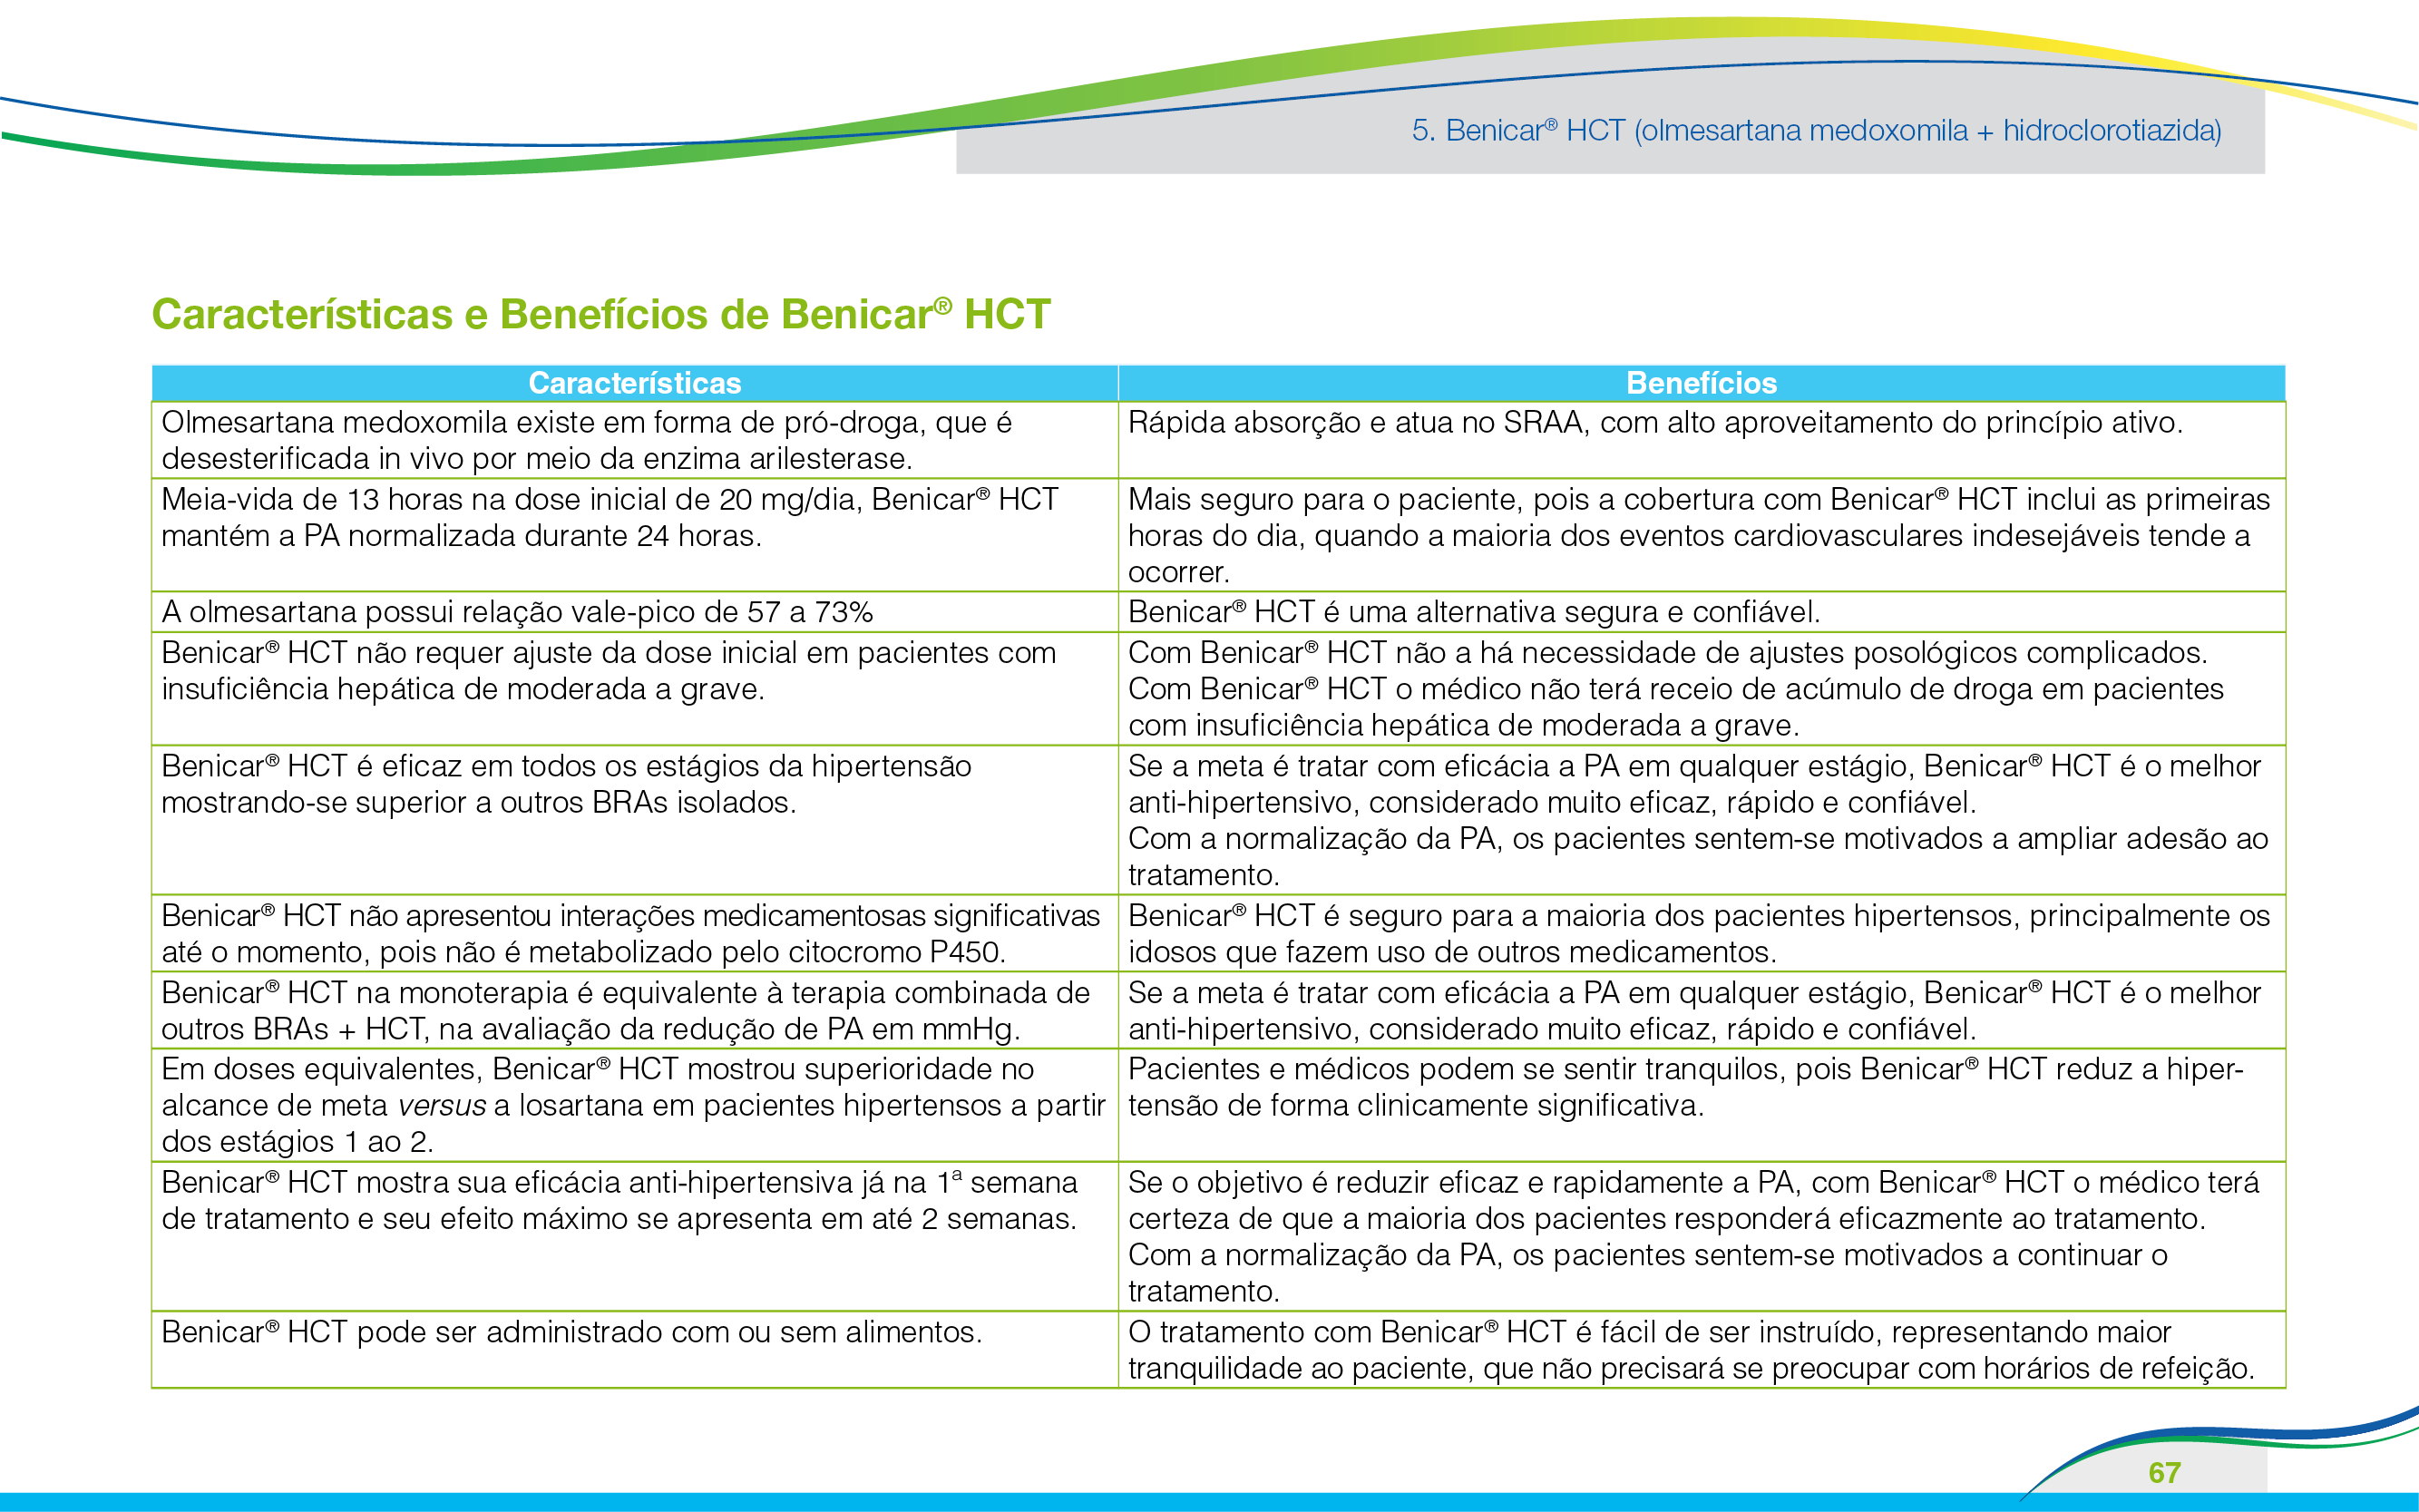 5. Benicar® HCT (olmesartana medoxomila + hidroclorotiazida)
Características e Benefícios de Benicar® HCT
Características
Benefícios
Olmesartana medoxomila existe em forma de pró-droga, que é
desesterificada in vivo por meio da enzima arilesterase.
Rápida absorção e atua no SRAA, com alto aproveitamento do princípio ativo.
Meia-vida de 13 horas na dose inicial de 20 mg/dia, Benicar® HCT
mantém a PA normalizada durante 24 horas.
Mais seguro para o paciente, pois a cobertura com Benicar® HCT inclui as primeiras
horas do dia, quando a maioria dos eventos cardiovasculares indesejáveis tende a
ocorrer.
A olmesartana possui relação vale-pico de 57 a 73%
Benicar® HCT é uma alternativa segura e confiável.
Benicar® HCT não requer ajuste da dose inicial em pacientes com
insuficiência hepática de moderada a grave.
Com Benicar® HCT não a há necessidade de ajustes posológicos complicados.
Com Benicar® HCT o médico não terá receio de acúmulo de droga em pacientes
com insuficiência hepática de moderada a grave.
Benicar® HCT é eficaz em todos os estágios da hipertensão
mostrando-se superior a outros BRAs isolados.
Se a meta é tratar com eficácia a PA em qualquer estágio, Benicar® HCT é o melhor
anti-hipertensivo, considerado muito eficaz, rápido e confiável.
Com a normalização da PA, os pacientes sentem-se motivados a ampliar adesão ao
tratamento.
Benicar® HCT não apresentou interações medicamentosas significativas
até o momento, pois não é metabolizado pelo citocromo P450.
Benicar® HCT é seguro para a maioria dos pacientes hipertensos, principalmente os
idosos que fazem uso de outros medicamentos.
Benicar® HCT na monoterapia é equivalente à terapia combinada de
outros BRAs + HCT, na avaliação da redução de PA em mmHg.
Se a meta é tratar com eficácia a PA em qualquer estágio, Benicar® HCT é o melhor
anti-hipertensivo, considerado muito eficaz, rápido e confiável.
Em doses equivalentes, Benicar® HCT mostrou superioridade no
alcance de meta versus a losartana em pacientes hipertensos a partir
dos estágios 1 ao 2.
Pacientes e médicos podem se sentir tranquilos, pois Benicar® HCT reduz a hiper-
tensão de forma clinicamente significativa.
Benicar® HCT mostra sua eficácia anti-hipertensiva já na 1ª semana
de tratamento e seu efeito máximo se apresenta em até 2 semanas.
Se o objetivo é reduzir eficaz e rapidamente a PA, com Benicar® HCT o médico terá
certeza de que a maioria dos pacientes responderá eficazmente ao tratamento.
Com a normalização da PA, os pacientes sentem-se motivados a continuar o
tratamento.
Benicar® HCT pode ser administrado com ou sem alimentos.
O tratamento com Benicar® HCT é fácil de ser instruído, representando maior
tranquilidade ao paciente, que não precisará se preocupar com horários de refeição.
67